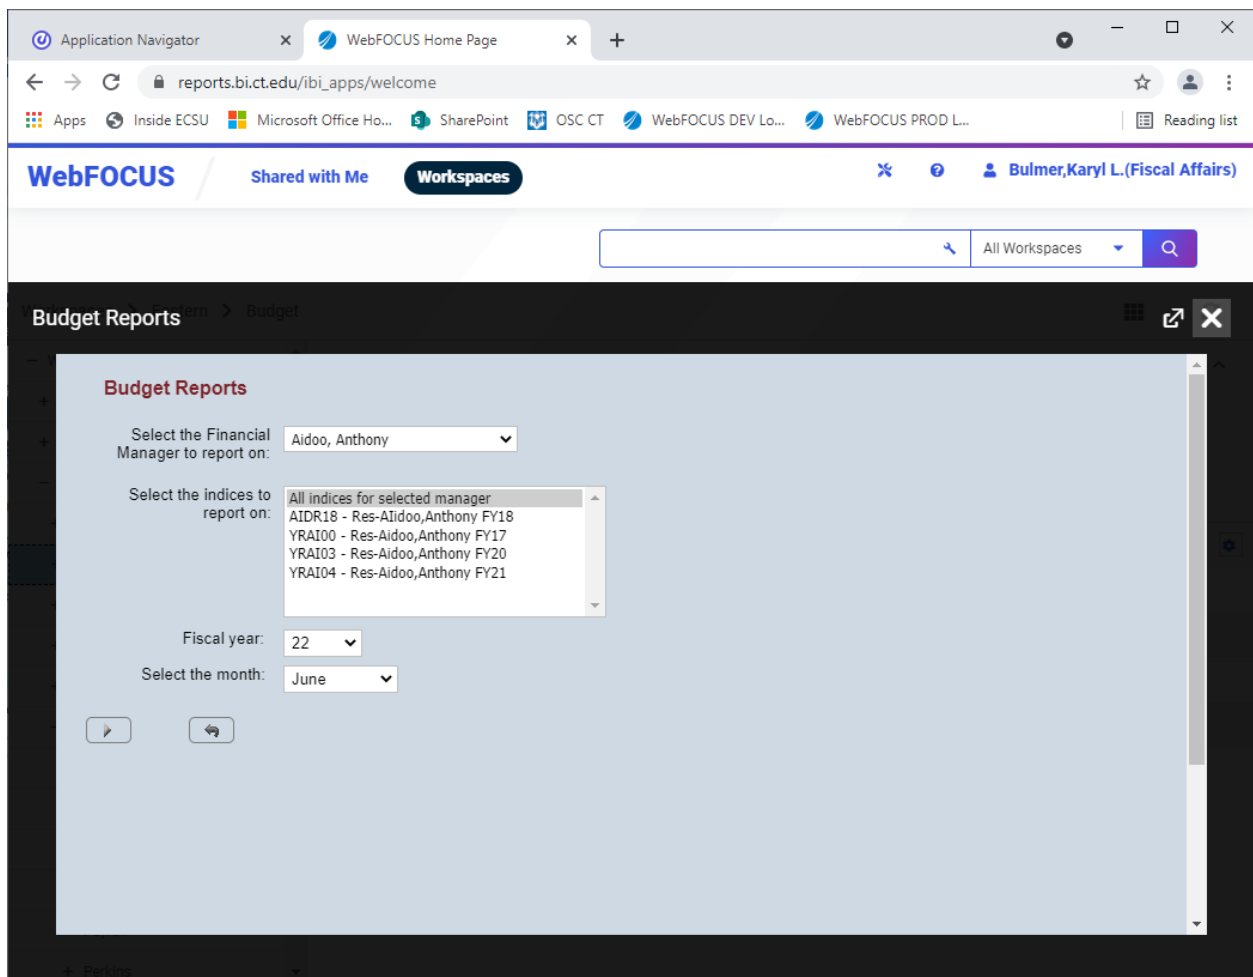 Application Navigator
WebFOCUS Home Page
reports.bi.ct.edu/ibi_apps/welcome
Apps Inside ECSU Microsoft Office Ho... SharePoint OSC CT WebFOCUS DEV Lo... WebFOCUS PROD L... Reading list
WebFOCUS Shared with Me Workspaces Bulmer,Karyl L.(Fiscal Affairs)
All Workspaces
Budget
Budget Reports
Budget Reports
Select the Financial
Manager to report on:
Aidoo, Anthony
Select the indices to
report on:
All indices for selected manager
AIDR18 - Res-AIidoo,Anthony FY18
YRAI00 - Res-Aidoo,Anthony FY17
YRAI03 - Res-Aidoo,Anthony FY20
YRAI04 - Res-Aidoo,Anthony FY21
Fiscal year: 22
Select the month: June
Perkins